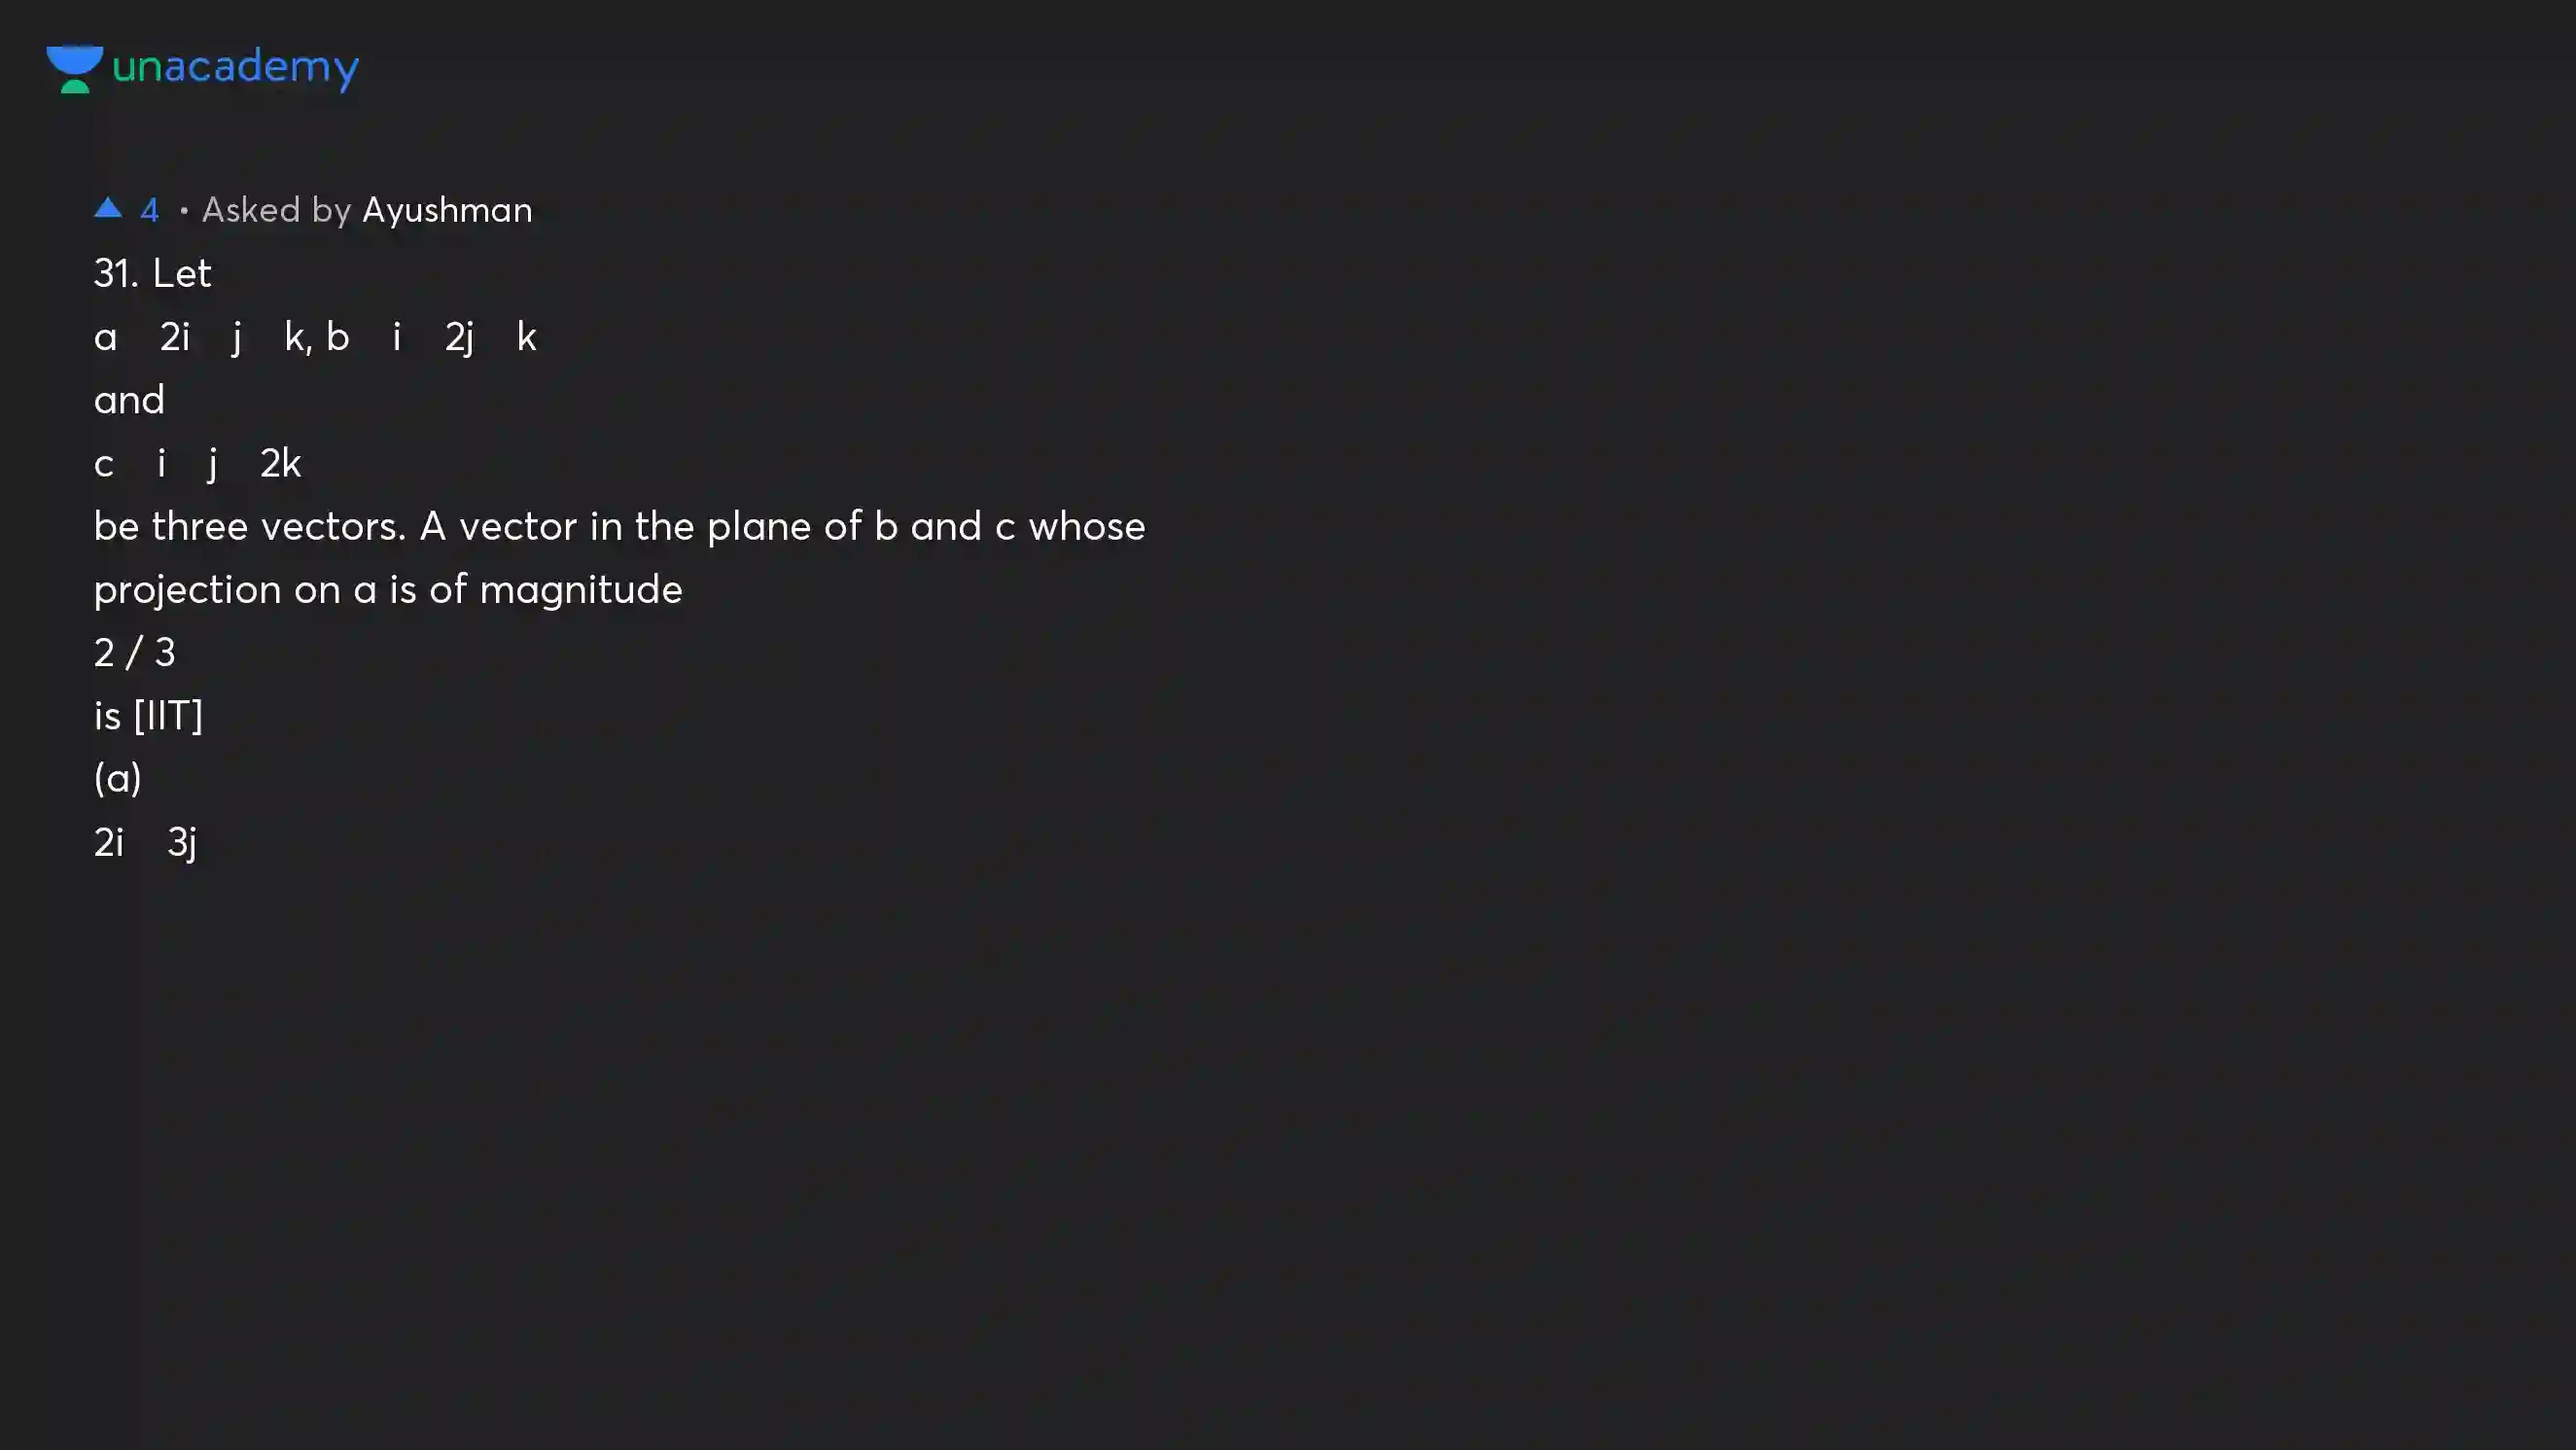 unacademy
▲ 4 • Asked by Ayushman
31. Let
a 2i j k, b i 2j k
and
c i j 2k
be three vectors. A vector in the plane of b and c whose
projection on a is of magnitude
2 / 3
is [IIT]
(a)
2i 3j